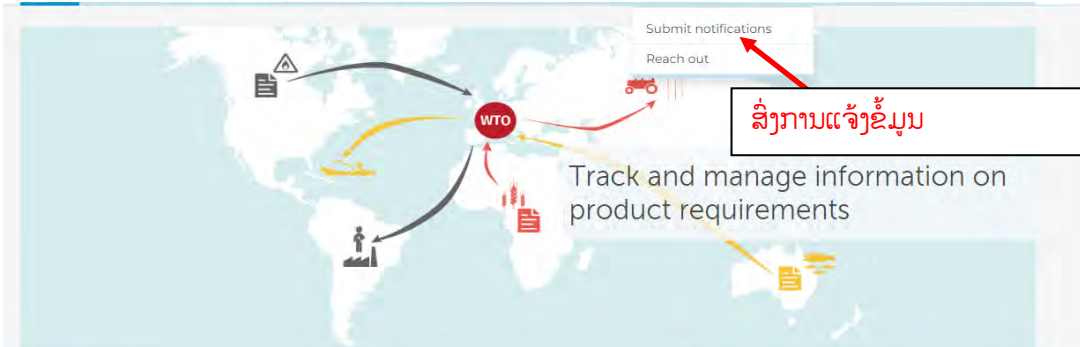 Submit notifications
Reach out
WTO
ສົ່ງການແຈ້ງຂໍ້ມູນ
Track and manage information on
product requirements